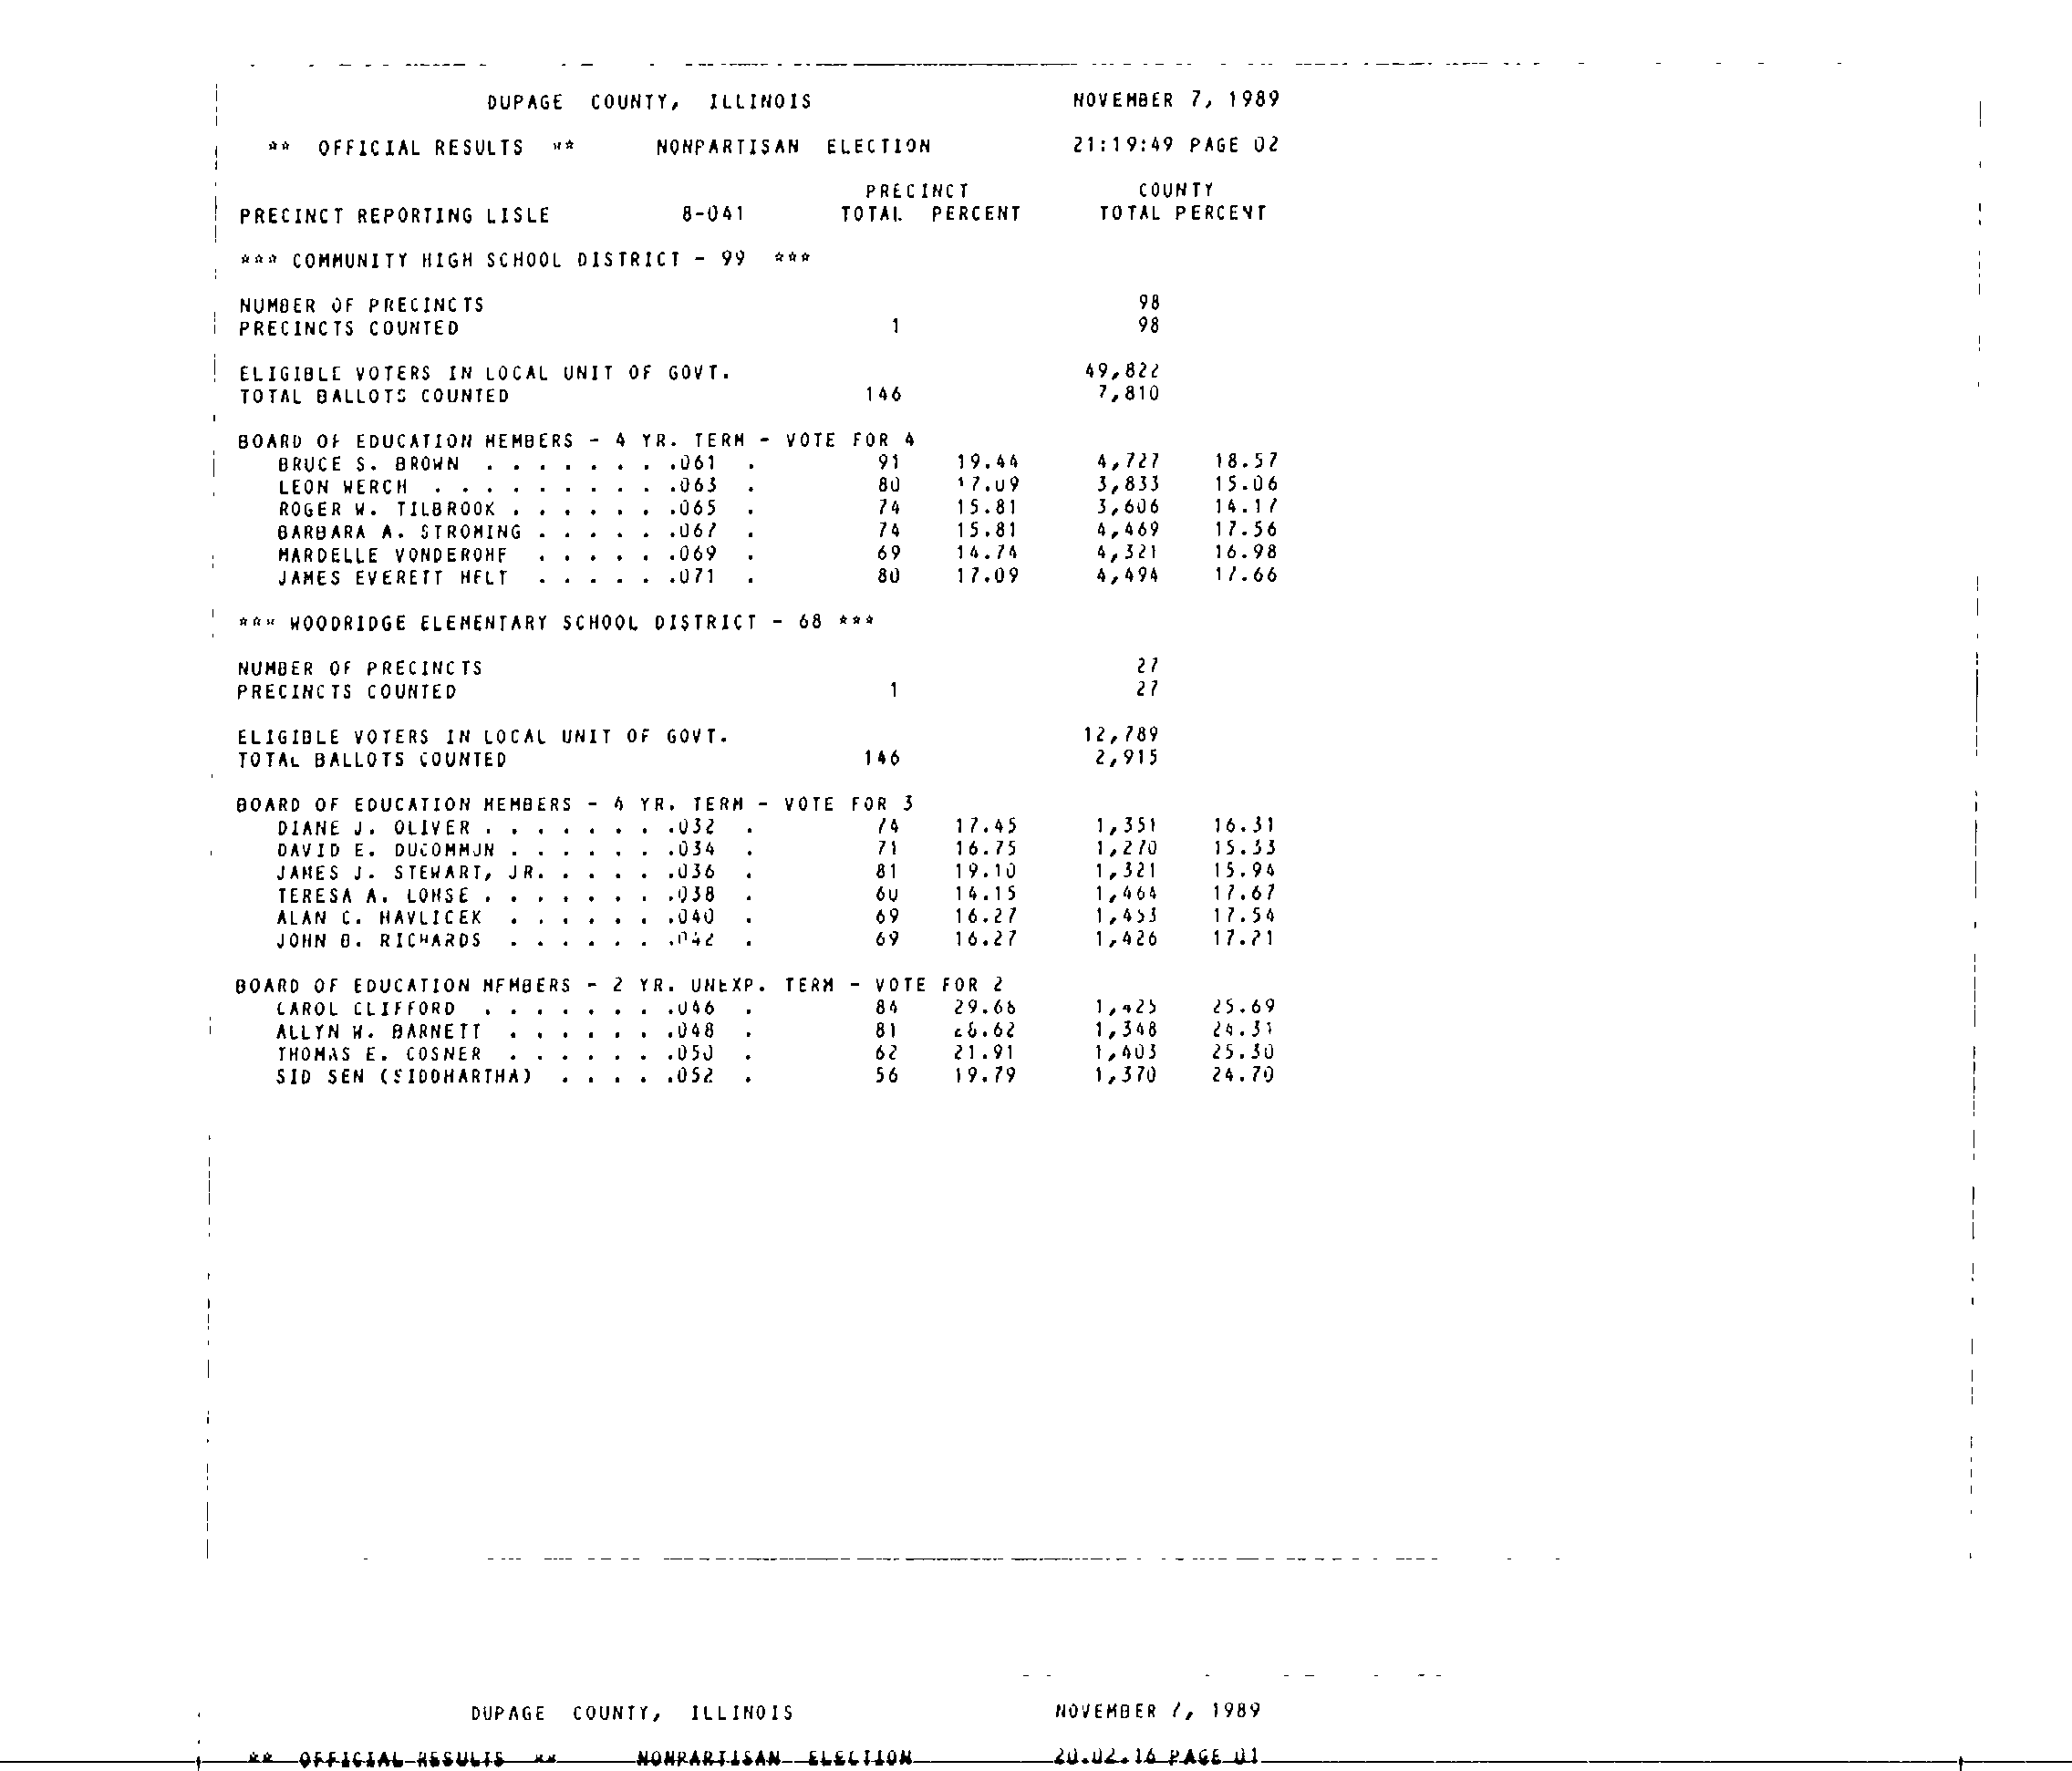 DUPAGE COUNTY, ILLINOIS NOVEMBER 7, 1989
** OFFICIAL RESULTS ** NONPARTISAN ELECTION 21:19:49 PAGE 02
PRECINCT COUNTY
PRECINCT REPORTING LISLE 8-041 TOTAL PERCENT TOTAL PERCENT
*** COMMUNITY HIGH SCHOOL DISTRICT - 99 ***
NUMBER OF PRECINCTS 98
PRECINCTS COUNTED 1 98
ELIGIBLE VOTERS IN LOCAL UNIT OF GOVT. 49,822
TOTAL BALLOTS COUNTED 146 7,810
BOARD OF EDUCATION MEMBERS - 4 YR. TERM - VOTE FOR 4
BRUCE S. BROWN . . . . . . . .061 . 91 19.44 4,727 18.57
LEON WERCH . . . . . . . . . .063 . 80 17.09 3,833 15.06
ROGER W. TILBROOK . . . . . . .065 . 74 15.81 3,606 14.17
BARBARA A. STROMING . . . . . .067 . 74 15.81 4,469 17.56
MARDELLE VONDEROHE . . . . . .069 . 69 14.74 4,321 16.98
JAMES EVERETT HELT . . . . . .071 . 80 17.09 4,494 17.66
*** WOODRIDGE ELEMENTARY SCHOOL DISTRICT - 68 ***
NUMBER OF PRECINCTS 27
PRECINCTS COUNTED 1 27
ELIGIBLE VOTERS IN LOCAL UNIT OF GOVT. 12,789
TOTAL BALLOTS COUNTED 146 2,915
BOARD OF EDUCATION MEMBERS - 4 YR. TERM - VOTE FOR 3
DIANE J. OLIVER . . . . . . . .032 . 74 17.45 1,351 16.31
DAVID E. DUCOMMUN . . . . . . .034 . 71 16.75 1,270 15.33
JAMES J. STEWART, JR. . . . . .036 . 81 19.10 1,321 15.94
TERESA A. LOHSE . . . . . . . .038 . 60 14.15 1,464 17.67
ALAN C. HAVLICEK . . . . . . .040 . 69 16.27 1,453 17.54
JOHN B. RICHARDS . . . . . . .042 . 69 16.27 1,426 17.21
BOARD OF EDUCATION MEMBERS - 2 YR. UNEXP. TERM - VOTE FOR 2
CAROL CLIFFORD . . . . . . . .046 . 84 29.68 1,425 25.69
ALLYN W. BARNETT . . . . . . .048 . 81 28.62 1,348 24.31
THOMAS E. COSNER . . . . . . .050 . 62 21.91 1,403 25.30
SID SEN (SIDDHARTHA) . . . . .052 . 56 19.79 1,370 24.70
DUPAGE COUNTY, ILLINOIS NOVEMBER 7, 1989
** OFFICIAL RESULTS ** NONPARTISAN ELECTION 20.02.16 PAGE 01